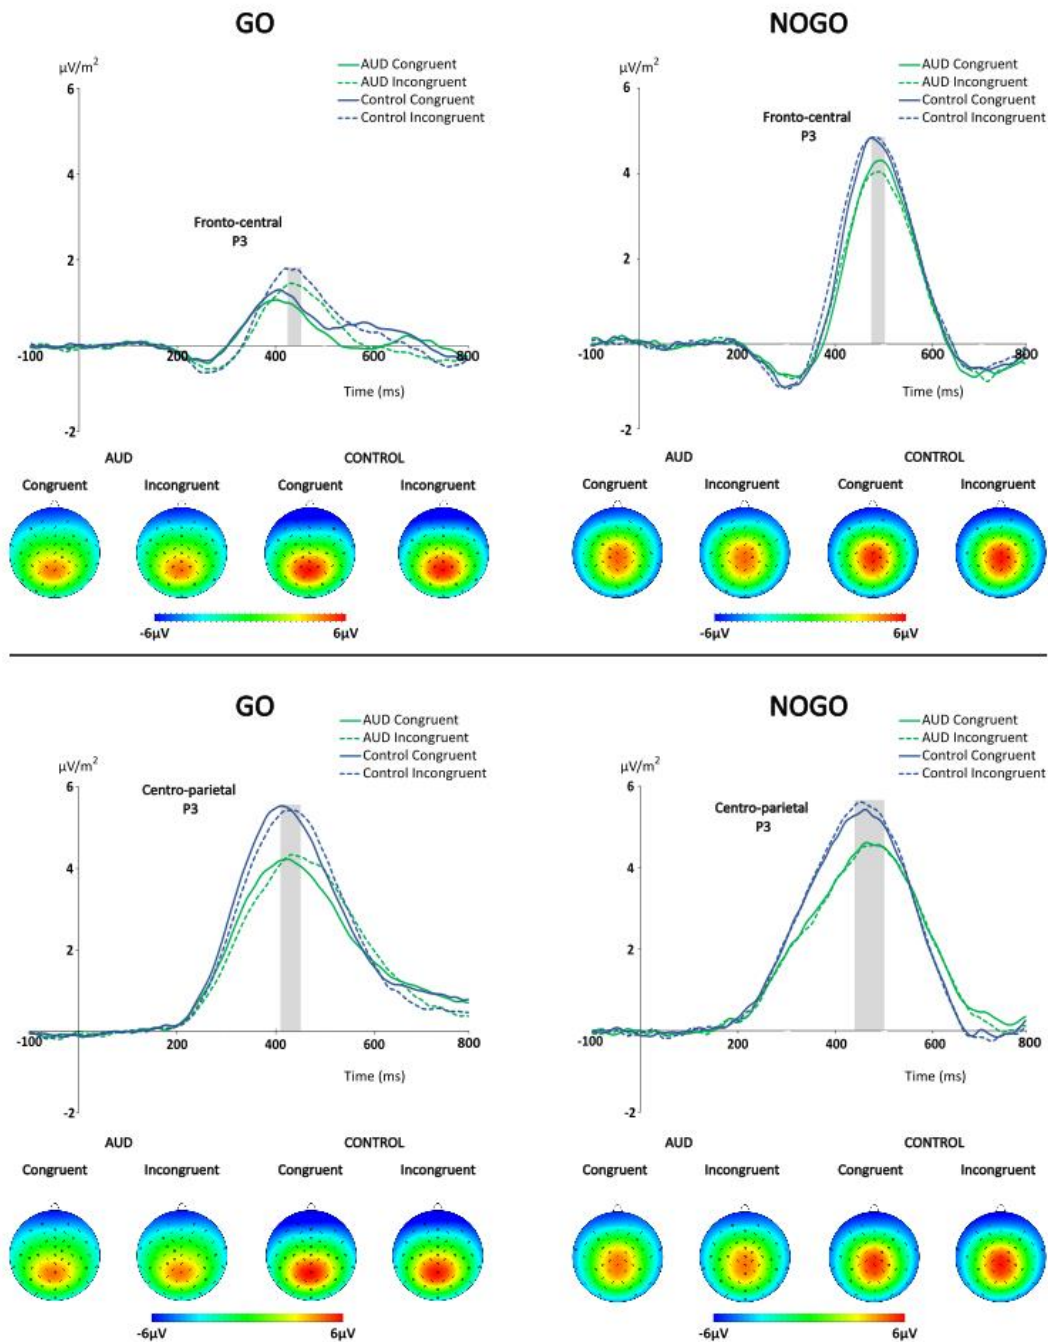 GO
NOGO
μV/m²
AUD Congruent
AUD Incongruent
Control Congruent
Control Incongruent
6
4
2
-2
Fronto-central
P3
-100
200
400
600
800
Time (ms)
μV/m²
AUD Congruent
AUD Incongruent
Control Congruent
Control Incongruent
6
4
2
-2
Fronto-central
P3
-100
200
400
600
800
Time (ms)
AUD
CONTROL
Congruent
Incongruent
Congruent
Incongruent
-6μV
6μV
AUD
CONTROL
Congruent
Incongruent
Congruent
Incongruent
-6μV
6μV
GO
NOGO
μV/m²
AUD Congruent
AUD Incongruent
Control Congruent
Control Incongruent
6
4
2
-2
Centro-parietal
P3
-100
200
400
600
800
Time (ms)
μV/m²
AUD Congruent
AUD Incongruent
Control Congruent
Control Incongruent
6
4
2
-2
Centro-parietal
P3
-100
200
400
600
800
Time (ms)
AUD
CONTROL
Congruent
Incongruent
Congruent
Incongruent
-6μV
6μV
AUD
CONTROL
Congruent
Incongruent
Congruent
Incongruent
-6μV
6μV